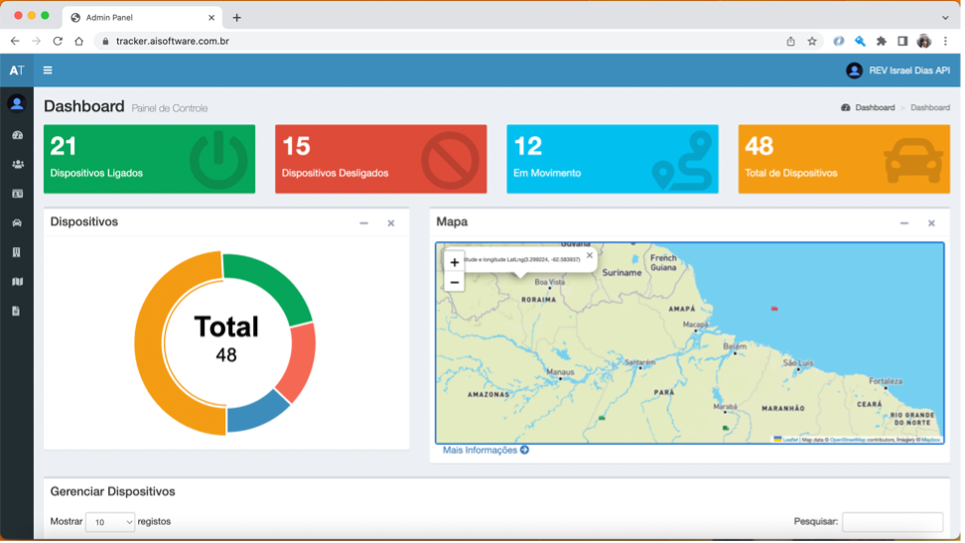 Admin Panel
tracker.aisoftware.com.br
AT
REV Israel Dias API
Dashboard Painel de Controle
Dashboard > Dashboard
21
Dispositivos Ligados
15
Dispositivos Desligados
12
Em Movimento
48
Total de Dispositivos
Dispositivos
Total
48
Mapa
+
−
longitude LatLng(3.298224, -62.583937)
Guyana
Suriname
French
Guiana
Boa Vista
RORAIMA
AMAPÁ
Macapá
Belém
Manaus
Santarém
São Luís
Fortaleza
AMAZONAS
PARÁ
Marabá
MARANHÃO
CEARÁ
RIO GRANDE
DO NORTE
Leaflet | Map data © OpenStreetMap contributors, Imagery © Mapbox
Mais Informações
Gerenciar Dispositivos
Mostrar 10 registos
Pesquisar: